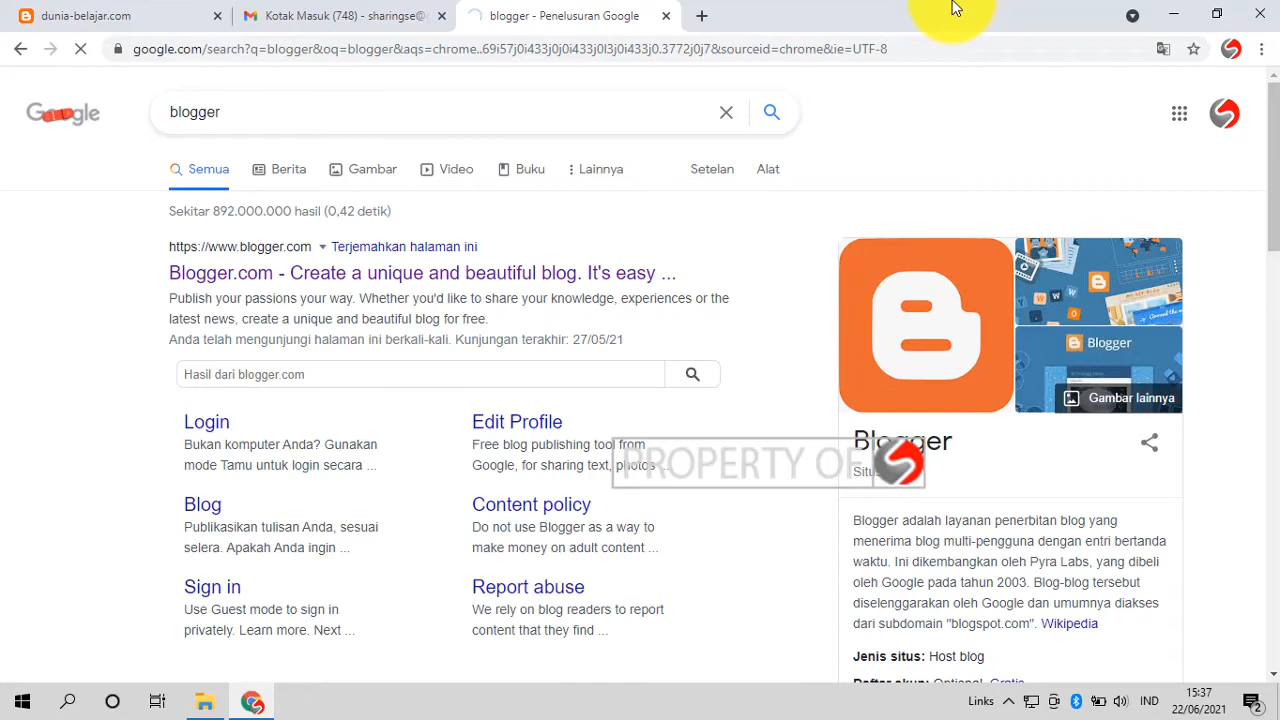 dunia-belajar.com
Kotak Masuk (748) - sharingse@
blogger - Penelusuran Google
google.com/search?q=blogger&oq=blogger&aqs=chrome..69i57j0i433j0j0i433j0l3j0i433j0.3772j0j7&sourceid=chrome&ie=UTF-8
Google
blogger
Semua Berita Gambar Video Buku Lainnya Setelan Alat
Sekitar 892.000.000 hasil (0,42 detik)
https://www.blogger.com Terjemahkan halaman ini
Blogger.com - Create a unique and beautiful blog. It's easy ...
Publish your passions your way. Whether you'd like to share your knowledge, experiences or the
latest news, create a unique and beautiful blog for free.
Anda telah mengunjungi halaman ini berkali-kali. Kunjungan terakhir: 27/05/21
Hasil dari blogger.com
Login
Bukan komputer Anda? Gunakan
mode Tamu untuk login secara ...
Edit Profile
Free blog publishing tool from
Google, for sharing text, photos, ...
Blog
Publikasikan tulisan Anda, sesuai
selera. Apakah Anda ingin ...
Content policy
Do not use Blogger as a way to
make money on adult content ...
Sign in
Use Guest mode to sign in
privately. Learn more. Next ...
Report abuse
We rely on blog readers to report
content that they find ...
PROPERTY OF
Blogger
Gambar lainnya
Blogger
Blogger adalah layanan penerbitan blog yang
menerima blog multi-pengguna dengan entri bertanda
waktu. Ini dikembangkan oleh Pyra Labs, yang dibeli
oleh Google pada tahun 2003. Blog-blog tersebut
diselenggarakan oleh Google dan umumnya diakses
dari subdomain "blogspot.com". Wikipedia
Jenis situs: Host blog
Links
IND
15:37
22/06/2021
2